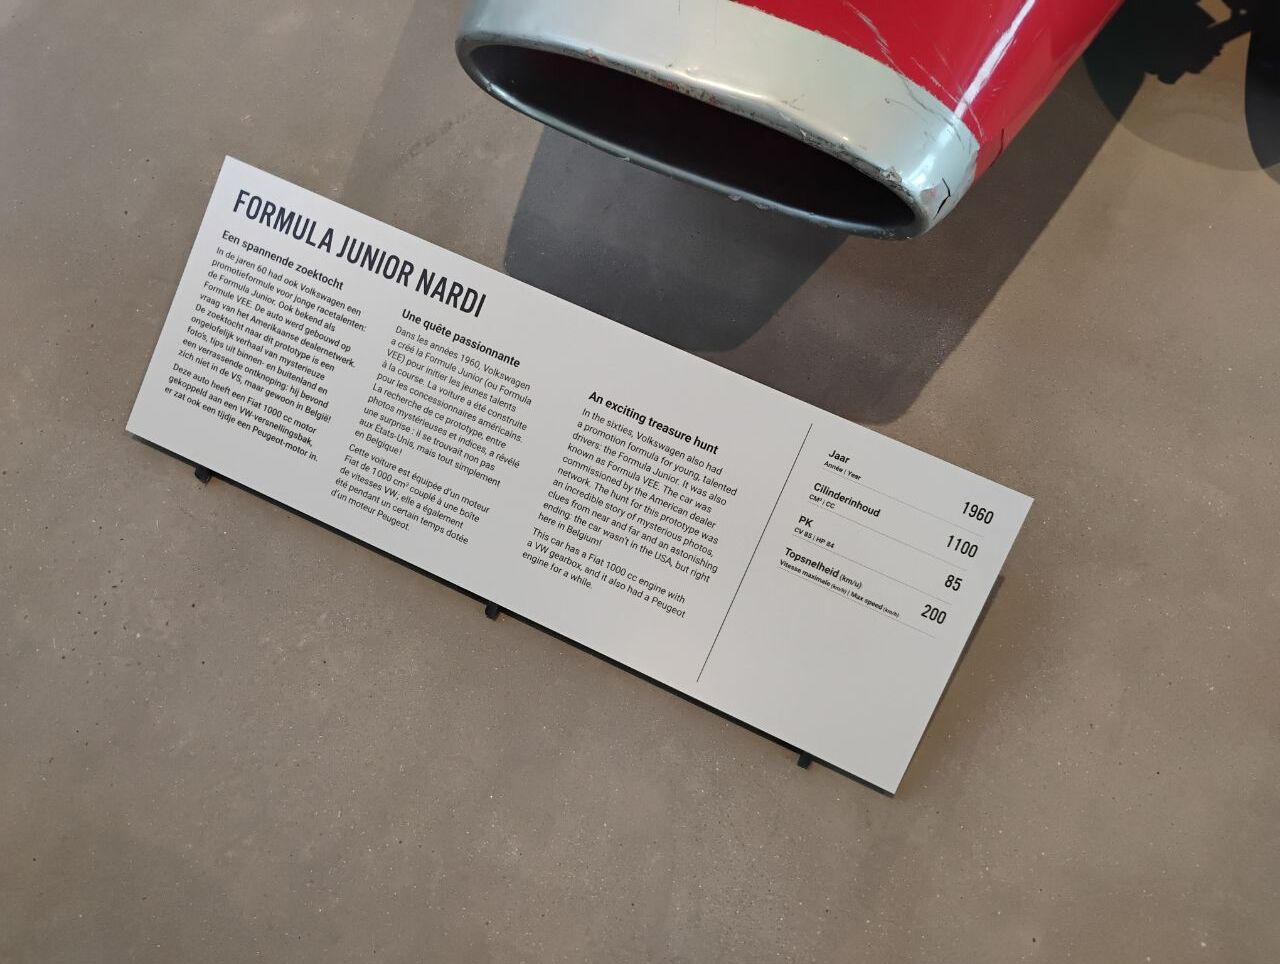 FORMULA JUNIOR NARDI
Een spannende zoektocht
In de jaren 60 had ook Volkswagen een
promotieformule voor jonge racetalenten:
de Formula Junior. Ook bekend als
Formule VEE. De auto werd gebouwd op
vraag van het Amerikaanse dealernetwerk.
De zoektocht naar dit prototype is een
ongelofelijk verhaal van mysterieuze
foto's, tips uit binnen- en buitenland en
een verrassende ontknoping: hij bevond
zich niet in de VS, maar gewoon in België!
Deze auto heeft een Fiat 1000 cc motor
gekoppeld aan een VW-versnellingsbak,
er zat ook een tijdje een Peugeot-motor in.
Une quête passionnante
Dans les années 1960, Volkswagen
a créé la Formule Junior (ou Formula
VEE) pour initier les jeunes talents
à la course. La voiture a été construite
pour les concessionnaires américains.
La recherche de ce prototype, entre
photos mystérieuses et indices, a révélé
une surprise : il se trouvait non pas
aux États-Unis, mais tout simplement
en Belgique!
Cette voiture est équipée d'un moteur
Fiat de 1 000 cm³ couplé à une boîte
de vitesses VW, elle a également
été pendant un certain temps dotée
d'un moteur Peugeot.
An exciting treasure hunt
In the sixties, Volkswagen also had
a promotion formula for young, talented
drivers: the Formula Junior. It was also
known as Formula VEE. The car was
commissioned by the American dealer
network. The hunt for this prototype was
an incredible story of mysterious photos,
clues from near and far and an astonishing
ending: the car wasn't in the USA, but right
here in Belgium!
This car has a Fiat 1000 cc engine with
a VW gearbox, and it also had a Peugeot
engine for a while.
Jaar 1960
Année | Year
Cilinderinhoud 1100
CM³ | CC
PK 85
CV 85 | HP 84
Topsnelheid (km/u) 200
Vitesse maximale (km/h) | Max speed (km/h)